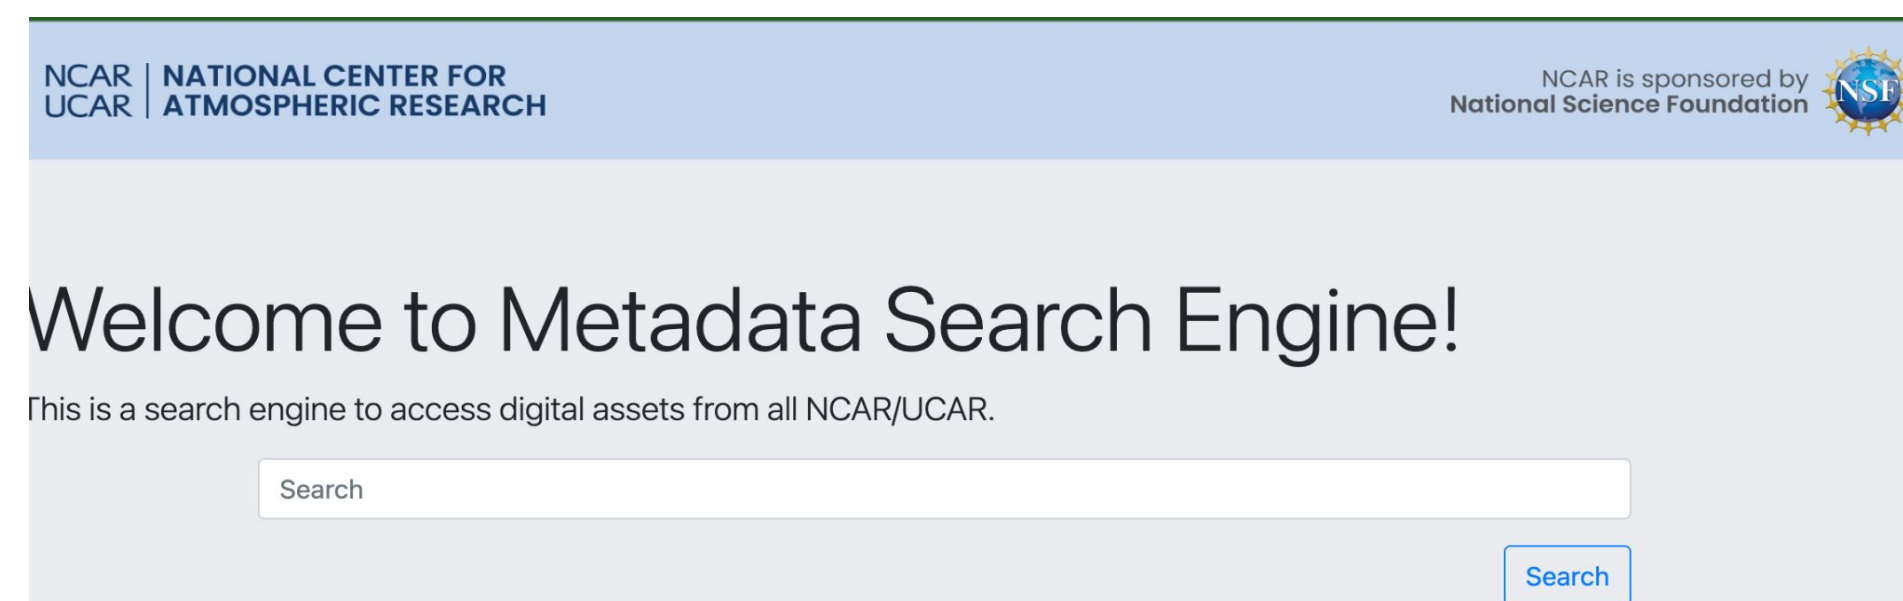 NCAR | NATIONAL CENTER FOR
UCAR | ATMOSPHERIC RESEARCH
NCAR is sponsored by
National Science Foundation
NSF
Welcome to Metadata Search Engine!
This is a search engine to access digital assets from all NCAR/UCAR.
Search
Search